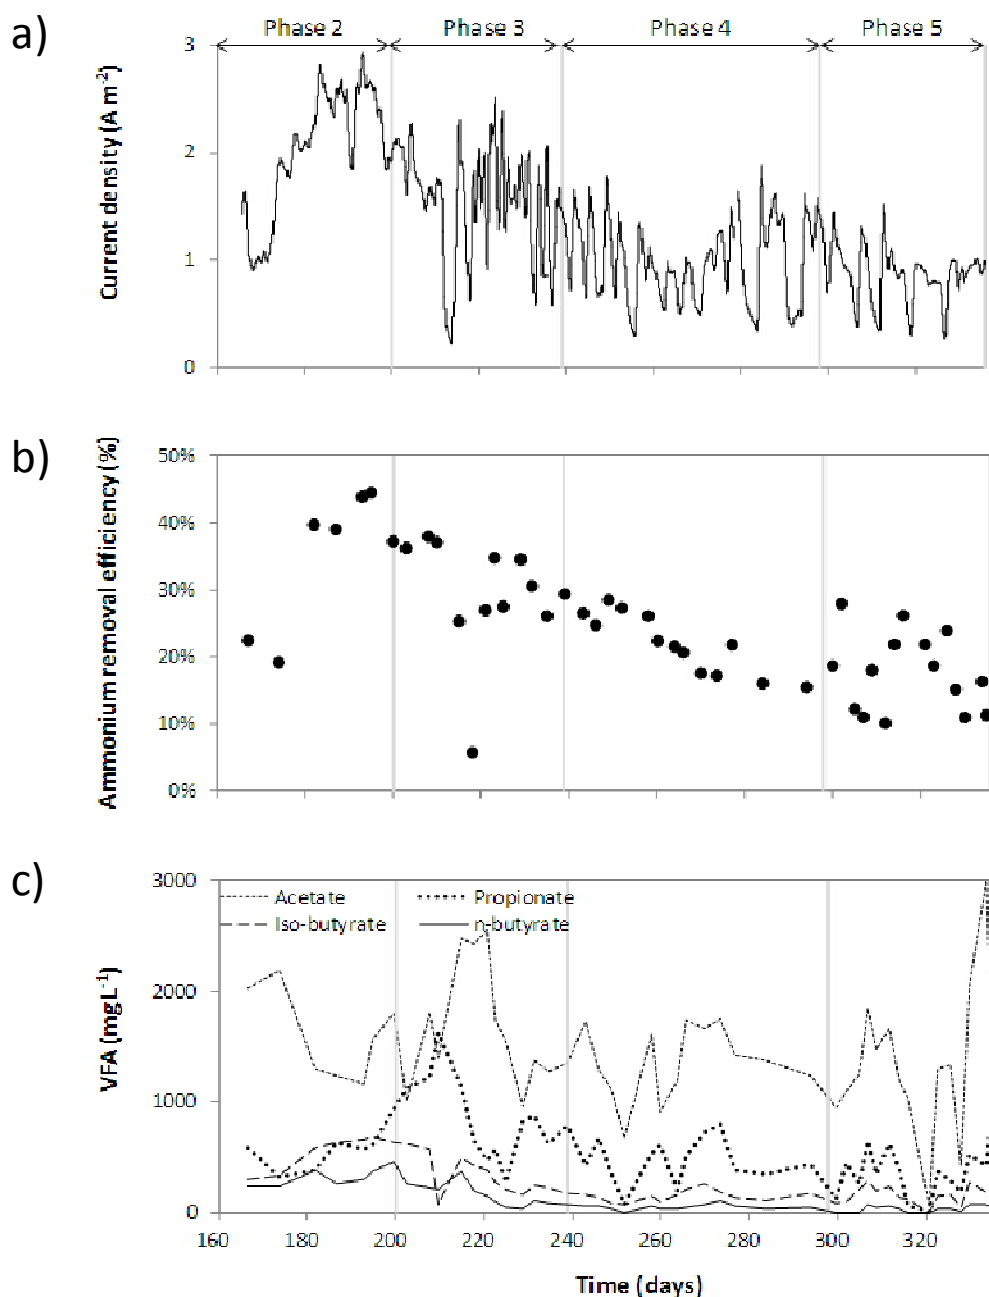 a)
Phase 2 Phase 3 Phase 4 Phase 5
Current density (A m-2)
3
2
1
0
b)
Ammonium removal efficiency (%)
50%
40%
30%
20%
10%
0%
c)
VFA (mg L-1)
3000
2000
1000
0
Acetate Propionate
Iso-butyrate n-butyrate
160 180 200 220 240 260 280 300 320
Time (days)